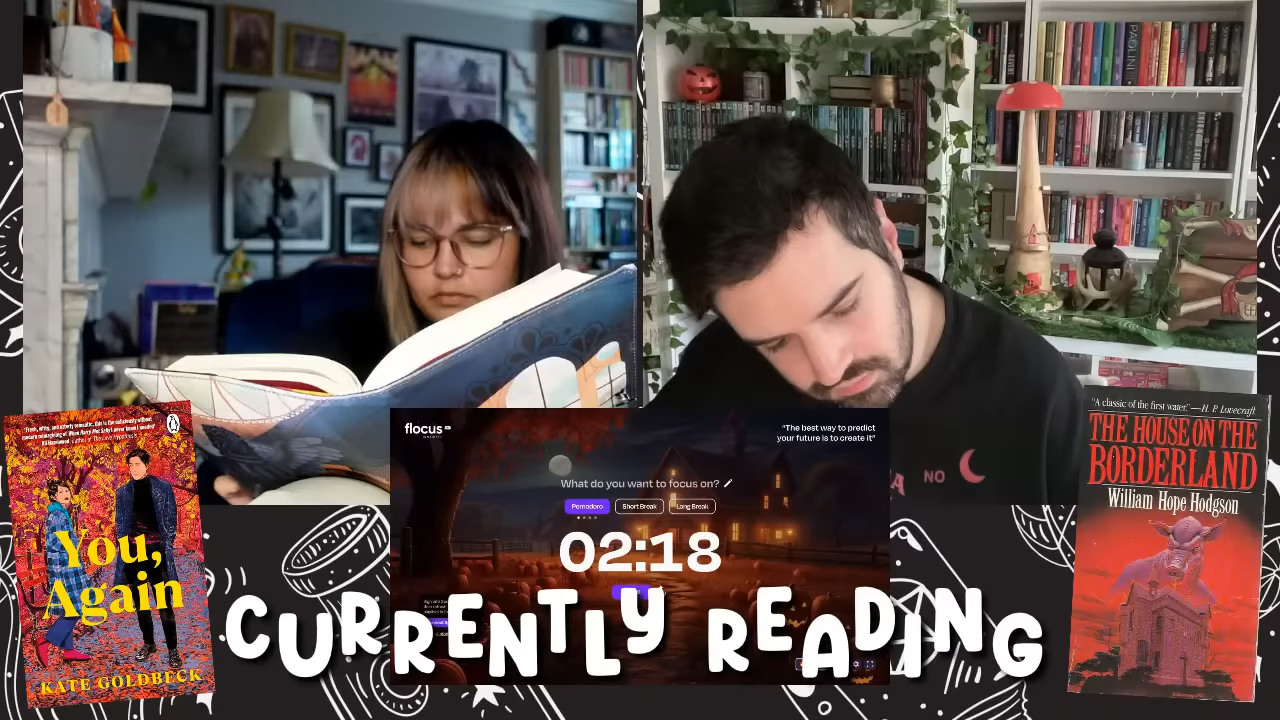 PAOLINI
NO
flocus
"The best way to predict
your future is to create it"
What do you want to focus on?
Pomodoro
Short Break
Long Break
02:18
CURRENTLY READING
You,
Again
KATE GOLDBECK
"A classic of the first water." —H. P. Lovecraft
THE HOUSE ON THE
BORDERLAND
William Hope Hodgson